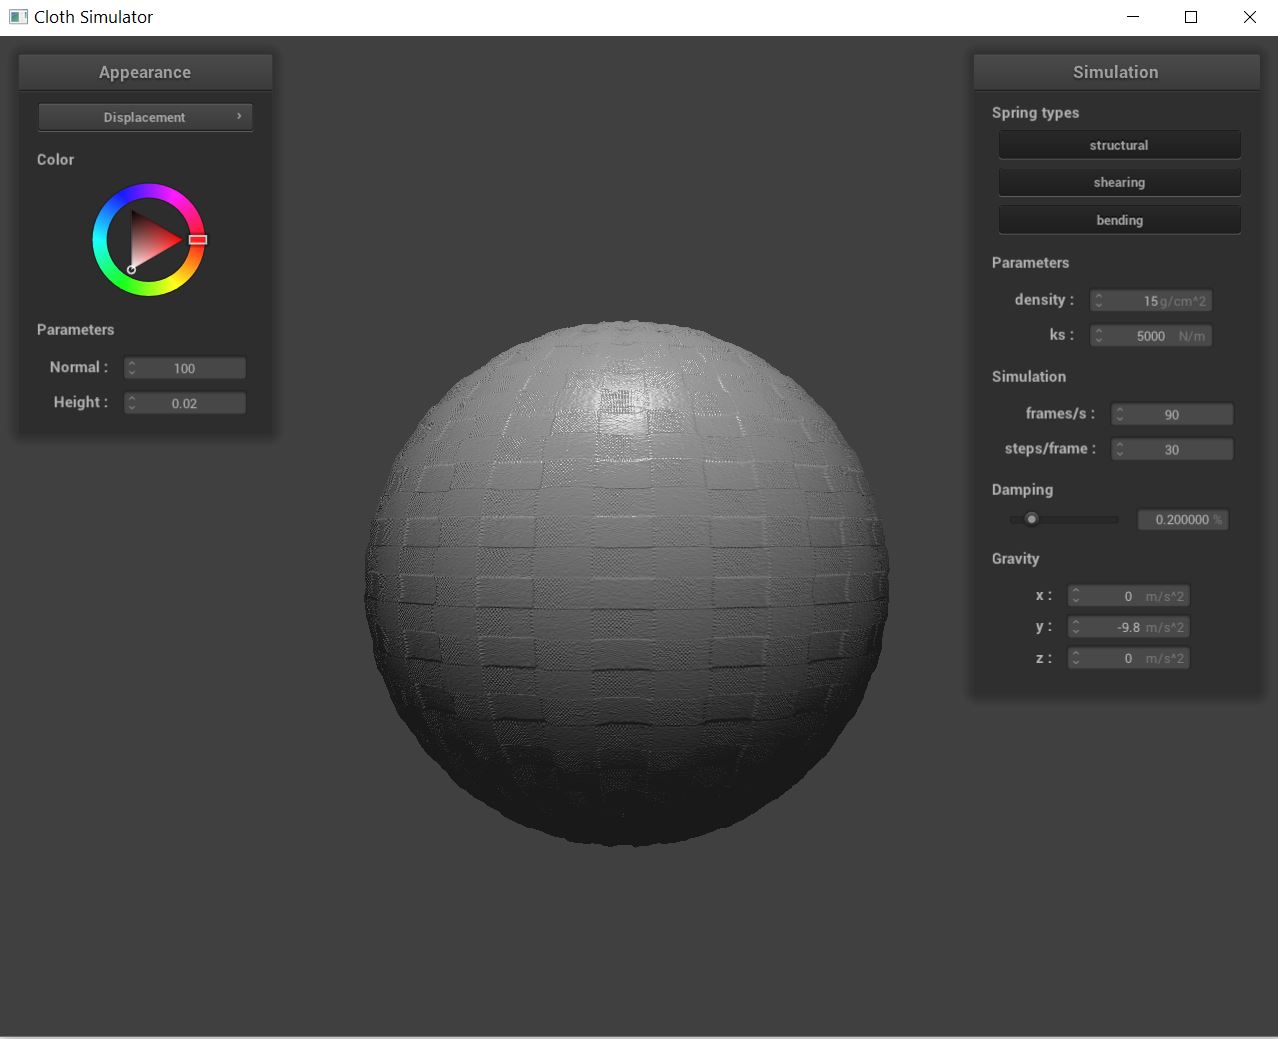 Cloth Simulator
Appearance
Displacement
Color
Parameters
Normal : 100
Height : 0.02
Simulation
Spring types
structural
shearing
bending
Parameters
density : 15 g/cm^2
ks : 5000 N/m
Simulation
frames/s : 90
steps/frame : 30
Damping
0.200000 %
Gravity
x : 0 m/s^2
y : -9.8 m/s^2
z : 0 m/s^2